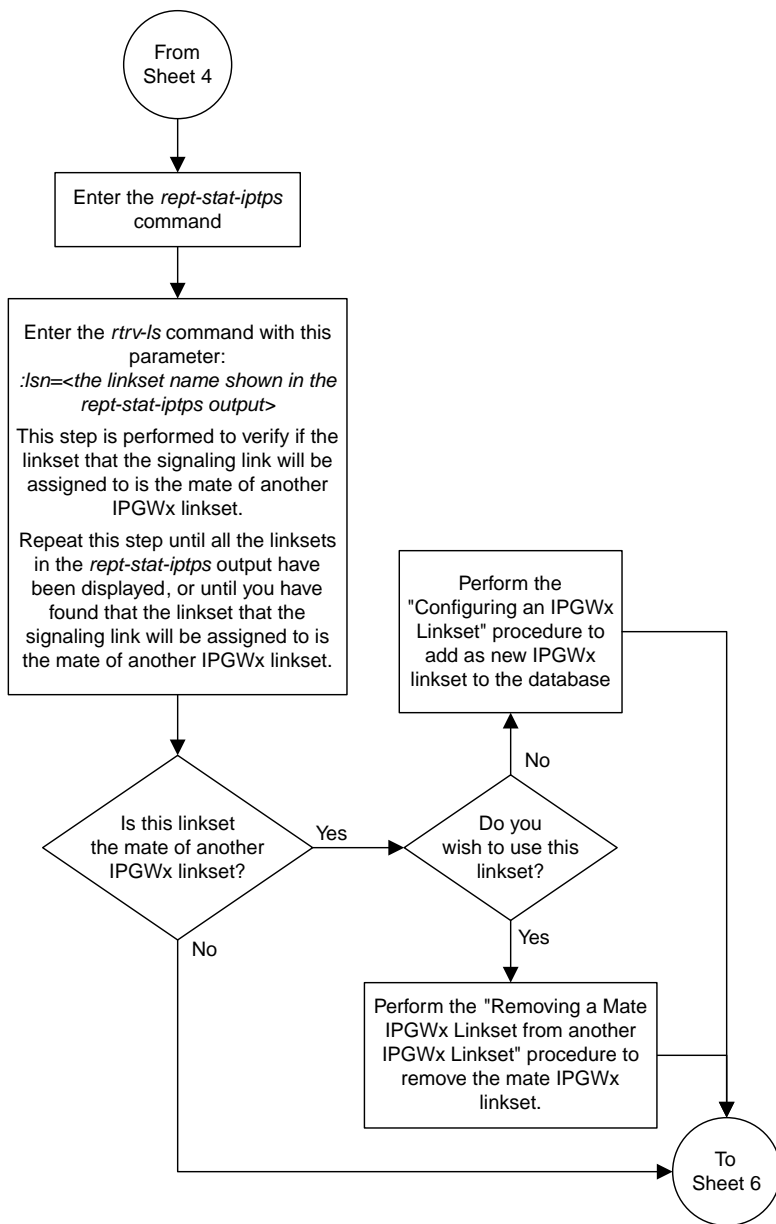 From
Sheet 4
Enter the rept-stat-iptps
command
Enter the rtrv-ls command with this
parameter:
:lsn=<the linkset name shown in the
rept-stat-iptps output>
This step is performed to verify if the
linkset that the signaling link will be
assigned to is the mate of another
IPGWx linkset.
Repeat this step until all the linksets
in the rept-stat-iptps output have
been displayed, or until you have
found that the linkset that the
signaling link will be assigned to is
the mate of another IPGWx linkset.
Perform the
"Configuring an IPGWx
Linkset" procedure to
add as new IPGWx
linkset to the database
No
Is this linkset
the mate of another
IPGWx linkset?
Yes
Do you
wish to use this
linkset?
No
Yes
Perform the "Removing a Mate
IPGWx Linkset from another
IPGWx Linkset" procedure to
remove the mate IPGWx
linkset.
To
Sheet 6